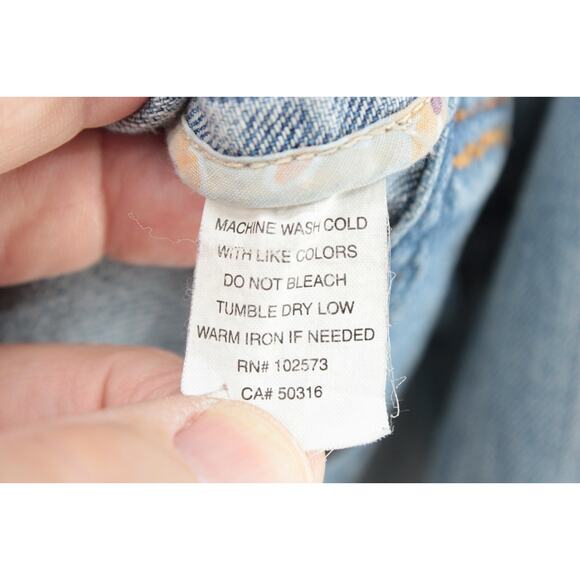 MACHINE WASH COLD
WITH LIKE COLORS
DO NOT BLEACH
TUMBLE DRY LOW
WARM IRON IF NEEDED
RN# 102573
CA# 50316